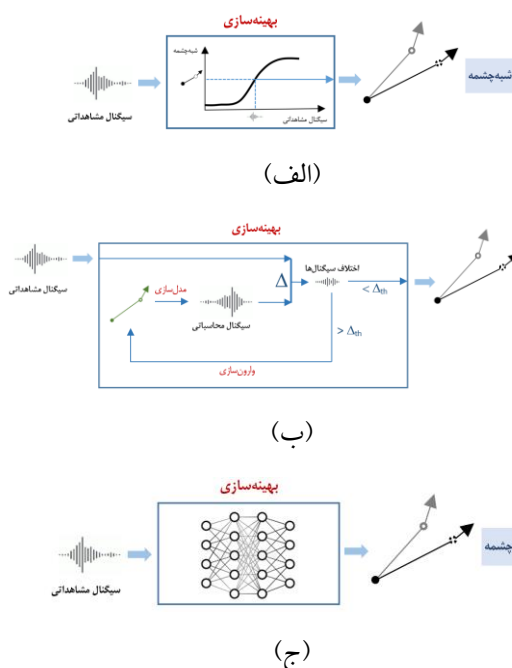 بهینه‌سازی
شبه‌چشمه
سیگنال مشاهداتی
سیگنال مشاهداتی
شبه‌چشمه
(الف)
بهینه‌سازی
سیگنال مشاهداتی
مدل‌سازی
سیگنال محاسباتی
Δ
اختلاف سیگنال‌ها
< Δth
> Δth
وارون‌سازی
(ب)
بهینه‌سازی
سیگنال مشاهداتی
چشمه
(ج)